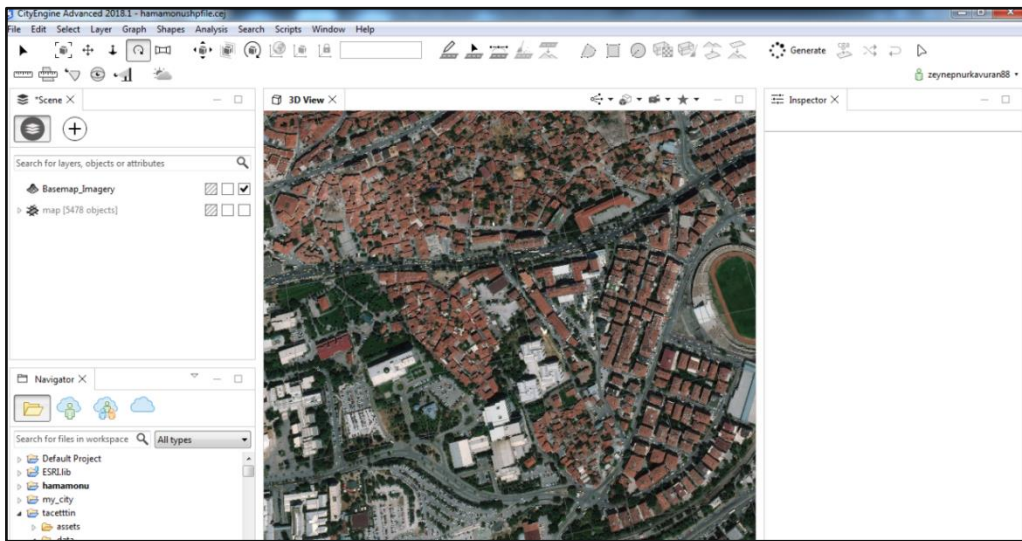 CityEngine Advanced 2018.1 - hamamonushpfile.cej
File Edit Select Layer Graph Shapes Analysis Search Scripts Window Help
Generate
zeynepnurkavuran88
*Scene
3D View
Inspector
Search for layers, objects or attributes
Basemap_Imagery
map [5478 objects]
Navigator
Search for files in workspace
All types
Default Project
ESRI.lib
hamamonu
my_city
tacetttin
assets
data